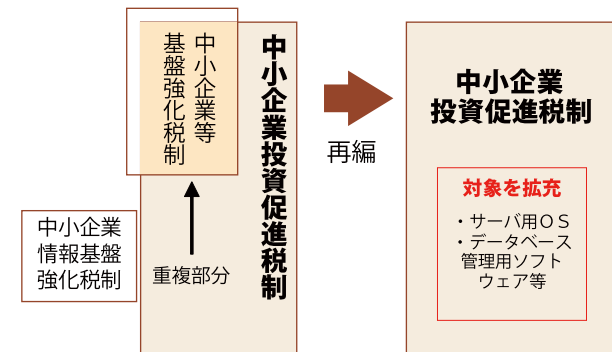 中小企業等
基盤強化税制
中小企業投資促進税制
中小企業
情報基盤
強化税制
重複部分
再編
中小企業
投資促進税制
対象を拡充
・サーバ用ＯＳ
・データベース
管理用ソフト
ウェア等